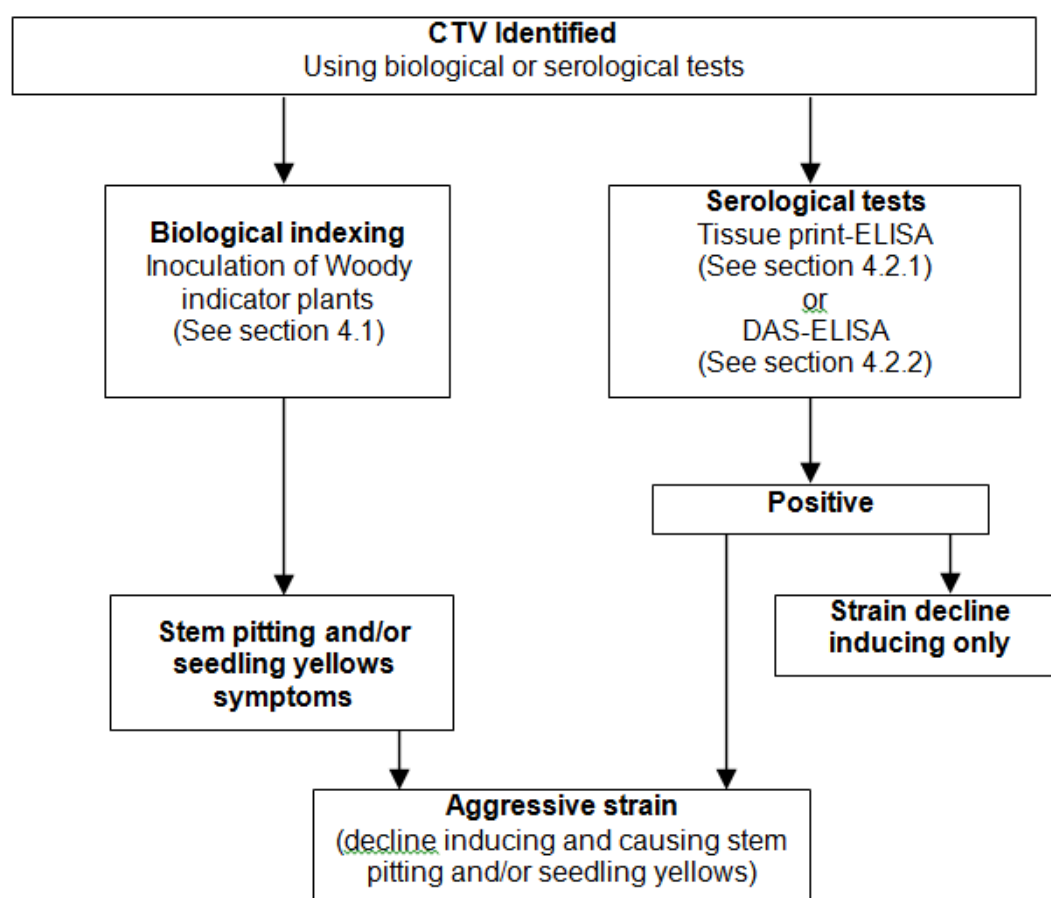 CTV Identified
Using biological or serological tests
Biological indexing
Inoculation of Woody
indicator plants
(See section 4.1)
Serological tests
Tissue print-ELISA
(See section 4.2.1)
or
DAS-ELISA
(See section 4.2.2)
Positive
Stem pitting and/or
seedling yellows
symptoms
Strain decline
inducing only
Aggressive strain
(decline inducing and causing stem
pitting and/or seedling yellows)